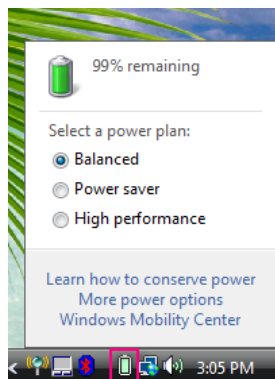 99% remaining
Select a power plan:
Balanced
Power saver
High performance
Learn how to conserve power
More power options
Windows Mobility Center
3:05 PM